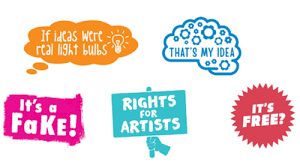 If ideas were
real light bulbs
THAT'S MY IDEA
It's a
FaKe!
RIGHTS
FOR
ARTISTS
IT'S
FREE?